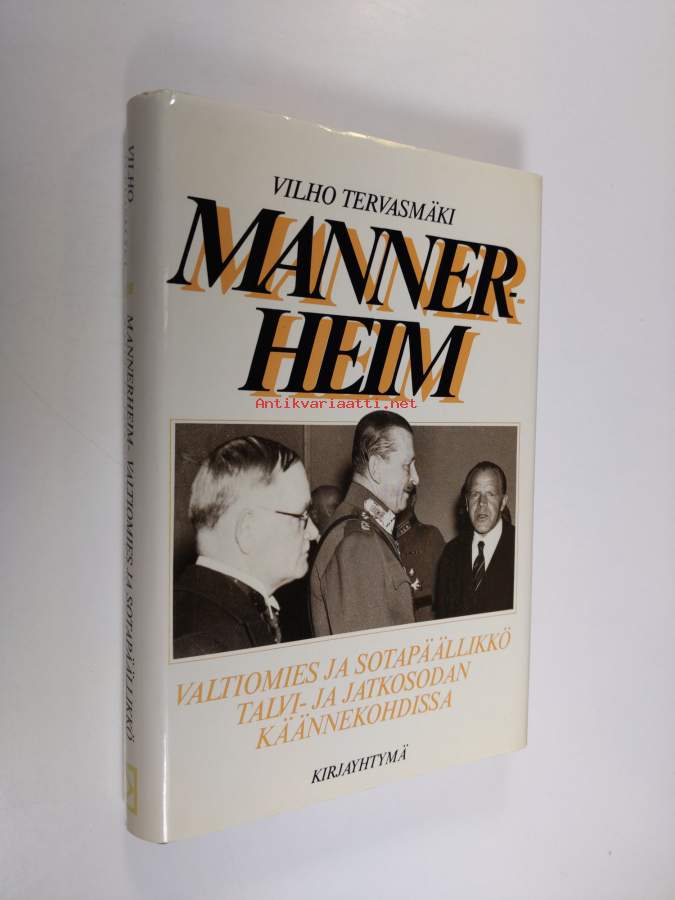 VILHO TERVASMÄKI
MANNER-
HEIM
Antikvariaatti.net
VALTIOMIES JA SOTAPÄÄLLIKKÖ
TALVI- JA JATKOSODAN
KÄÄNNEKOHDISSA
KIRJAYHTYMÄ
VILHO
MANNERHEIM - VALTIOMIES JA SOTAPÄÄLLIKKÖ
K